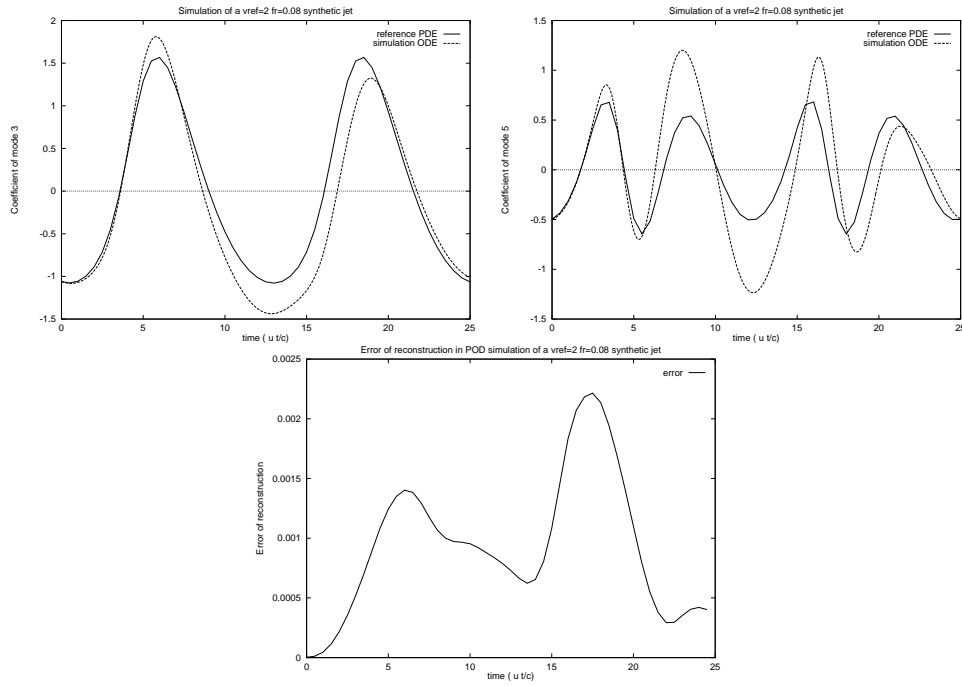 Simulation of a vref=2 fr=0.08 synthetic jet
reference PDE
simulation ODE
Coefficient of mode 3
2
1.5
1
0.5
0
-0.5
-1
-1.5
0 5 10 15 20 25
time ( u t/c)
Simulation of a vref=2 fr=0.08 synthetic jet
reference PDE
simulation ODE
Coefficient of mode 5
1.5
1
0.5
0
-0.5
-1
-1.5
0 5 10 15 20 25
time ( u t/c)
Error of reconstruction in POD simulation of a vref=2 fr=0.08 synthetic jet
error
Error of reconstruction
0.0025
0.002
0.0015
0.001
0.0005
0
0 5 10 15 20 25
time ( u t/c)